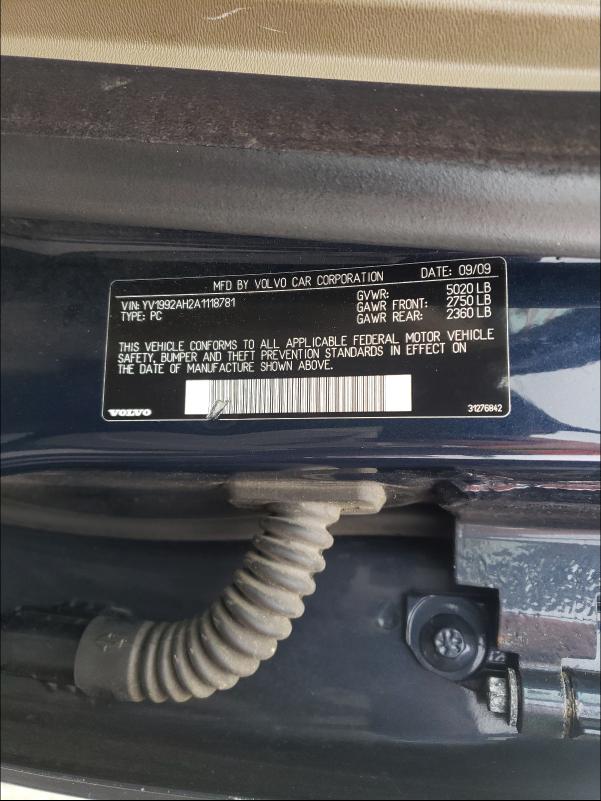 MFD BY VOLVO CAR CORPORATION DATE: 09/09
VIN: YV1992AH2A1118781 GVWR: 5020 LB
TYPE: PC GAWR FRONT: 2750 LB
GAWR REAR: 2360 LB
THIS VEHICLE CONFORMS TO ALL APPLICABLE FEDERAL MOTOR VEHICLE
SAFETY, BUMPER AND THEFT PREVENTION STANDARDS IN EFFECT ON
THE DATE OF MANUFACTURE SHOWN ABOVE.
VOLVO 31276842